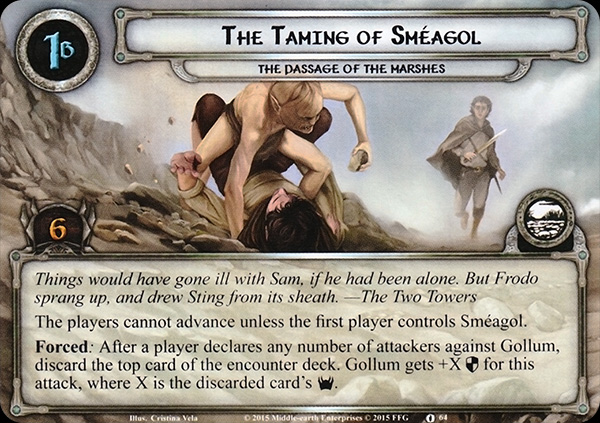 1B
THE TAMING OF SMÉAGOL
THE PASSAGE OF THE MARSHES
6
Things would have gone ill with Sam, if he had been alone. But Frodo
sprang up, and drew Sting from its sheath. —The Two Towers
The players cannot advance unless the first player controls Sméagol.
Forced: After a player declares any number of attackers against Gollum,
discard the top card of the encounter deck. Gollum gets +X for this
attack, where X is the discarded card's .
Illus. Cristina Vela © 2015 Middle-earth Enterprises © 2015 FFG 64